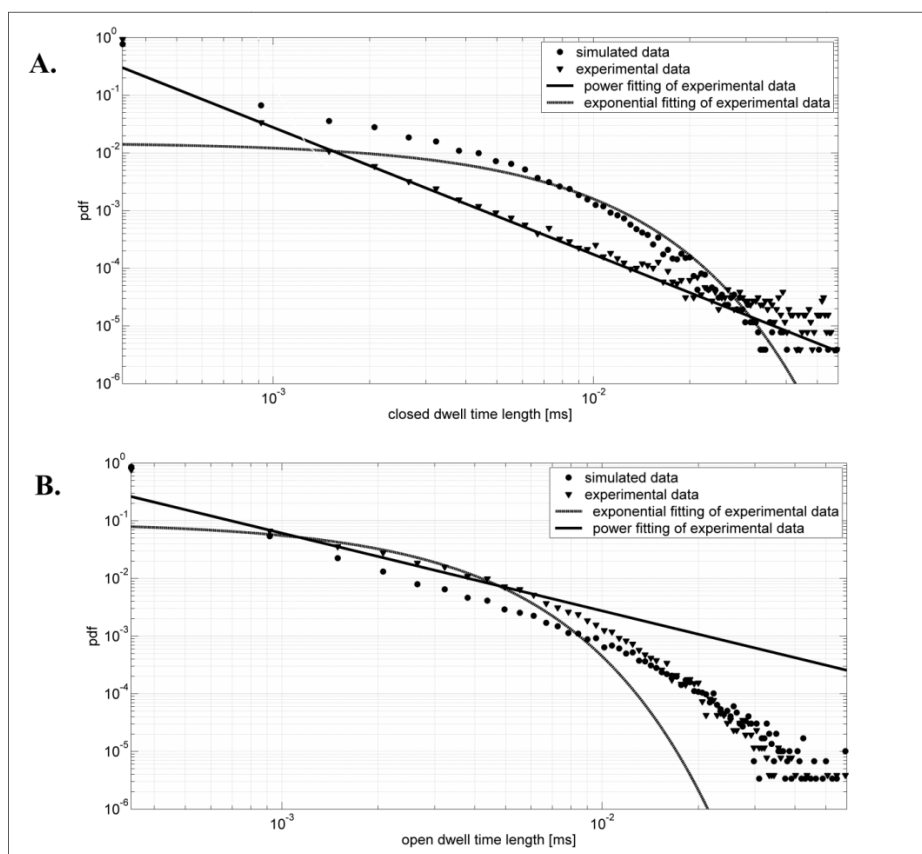 A.
simulated data
experimental data
power fitting of experimental data
exponential fitting of experimental data
pdf
10^0
10^-1
10^-2
10^-3
10^-4
10^-5
10^-6
10^-3
10^-2
closed dwell time length [ms]
B.
simulated data
experimental data
exponential fitting of experimental data
power fitting of experimental data
pdf
10^0
10^-1
10^-2
10^-3
10^-4
10^-5
10^-6
10^-3
10^-2
open dwell time length [ms]